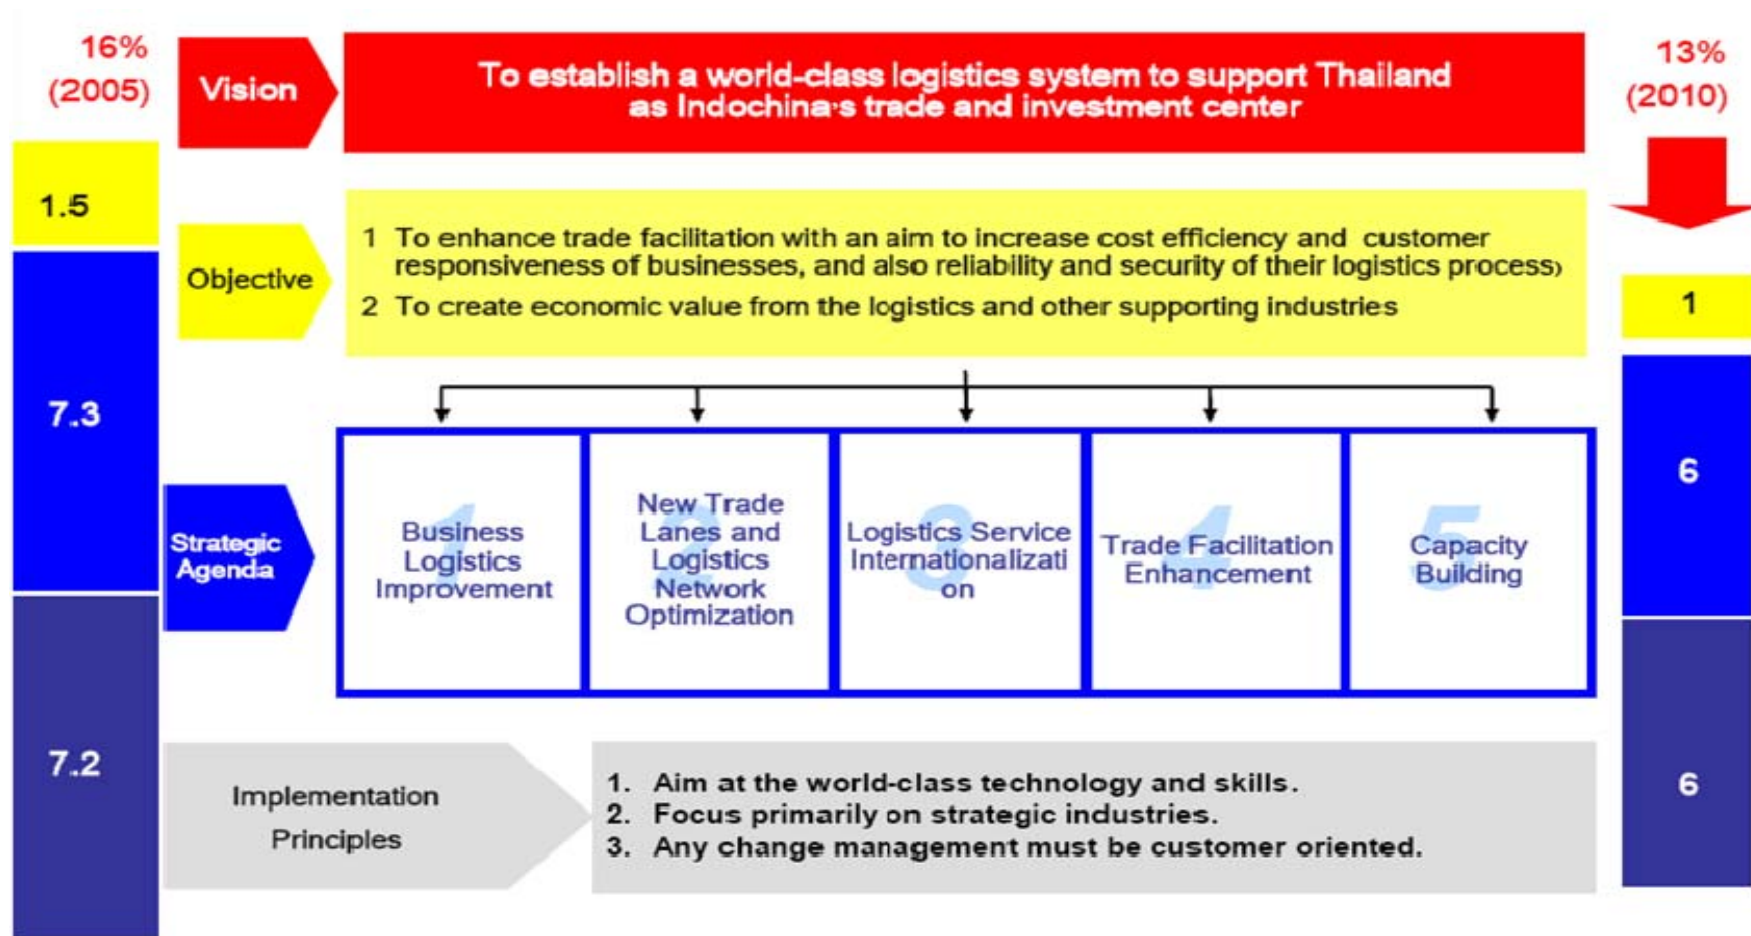 16%
(2005)
1.5
7.3
7.2
Vision
To establish a world-class logistics system to support Thailand
as Indochina's trade and investment center
Objective
1 To enhance trade facilitation with an aim to increase cost efficiency and customer
responsiveness of businesses, and also reliability and security of their logistics process)
2 To create economic value from the logistics and other supporting industries
Strategic
Agenda
1
Business
Logistics
Improvement
2
New Trade
Lanes and
Logistics
Network
Optimization
3
Logistics Service
Internationalizati
on
4
Trade Facilitation
Enhancement
5
Capacity
Building
Implementation
Principles
1. Aim at the world-class technology and skills.
2. Focus primarily on strategic industries.
3. Any change management must be customer oriented.
13%
(2010)
1
6
6